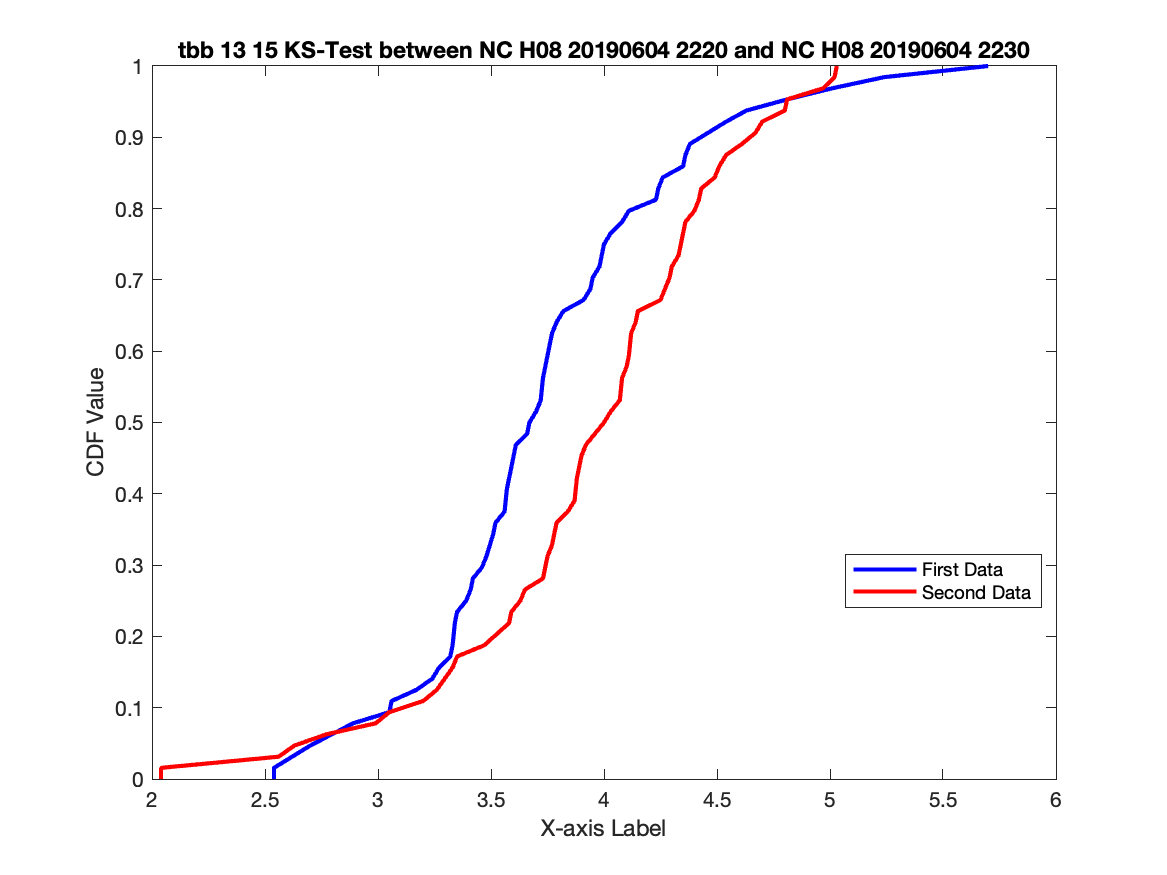 tbb 13 15 KS-Test between NC H08 20190604 2220 and NC H08 20190604 2230
1
0.9
0.8
0.7
0.6
0.5
0.4
0.3
0.2
0.1
0
CDF Value
First Data
Second Data
2 2.5 3 3.5 4 4.5 5 5.5 6
X-axis Label